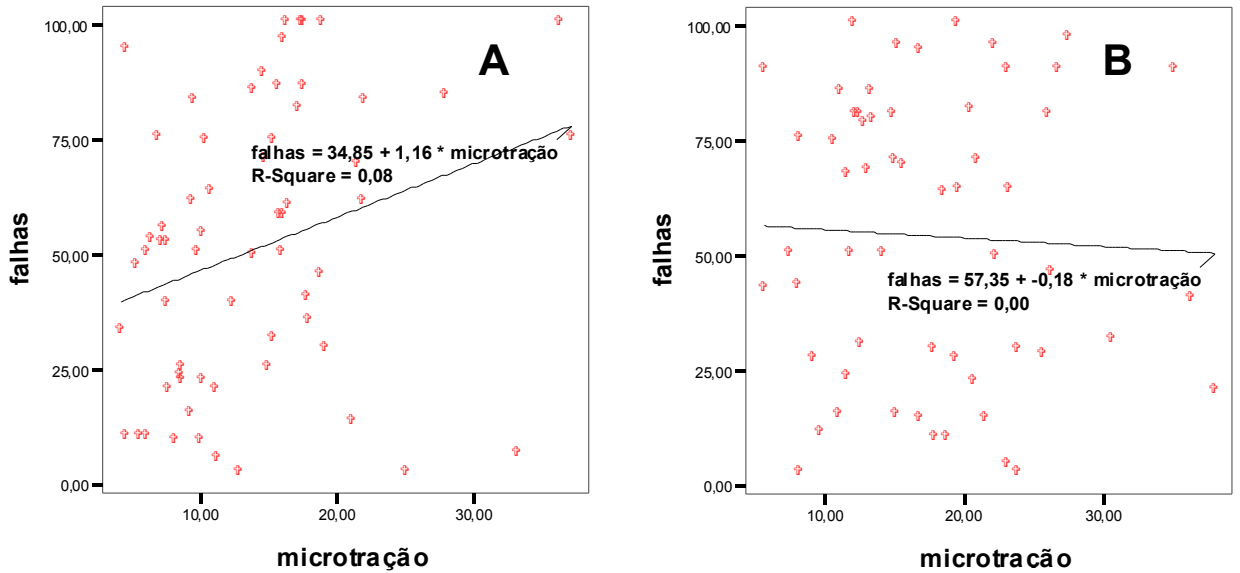 A
100,00
75,00
50,00
25,00
0,00
falhas
falhas = 34,85 + 1,16 * microtração
R-Square = 0,08
10,00
20,00
30,00
microtração
B
100,00
75,00
50,00
25,00
0,00
falhas
falhas = 57,35 + -0,18 * microtração
R-Square = 0,00
10,00
20,00
30,00
microtração